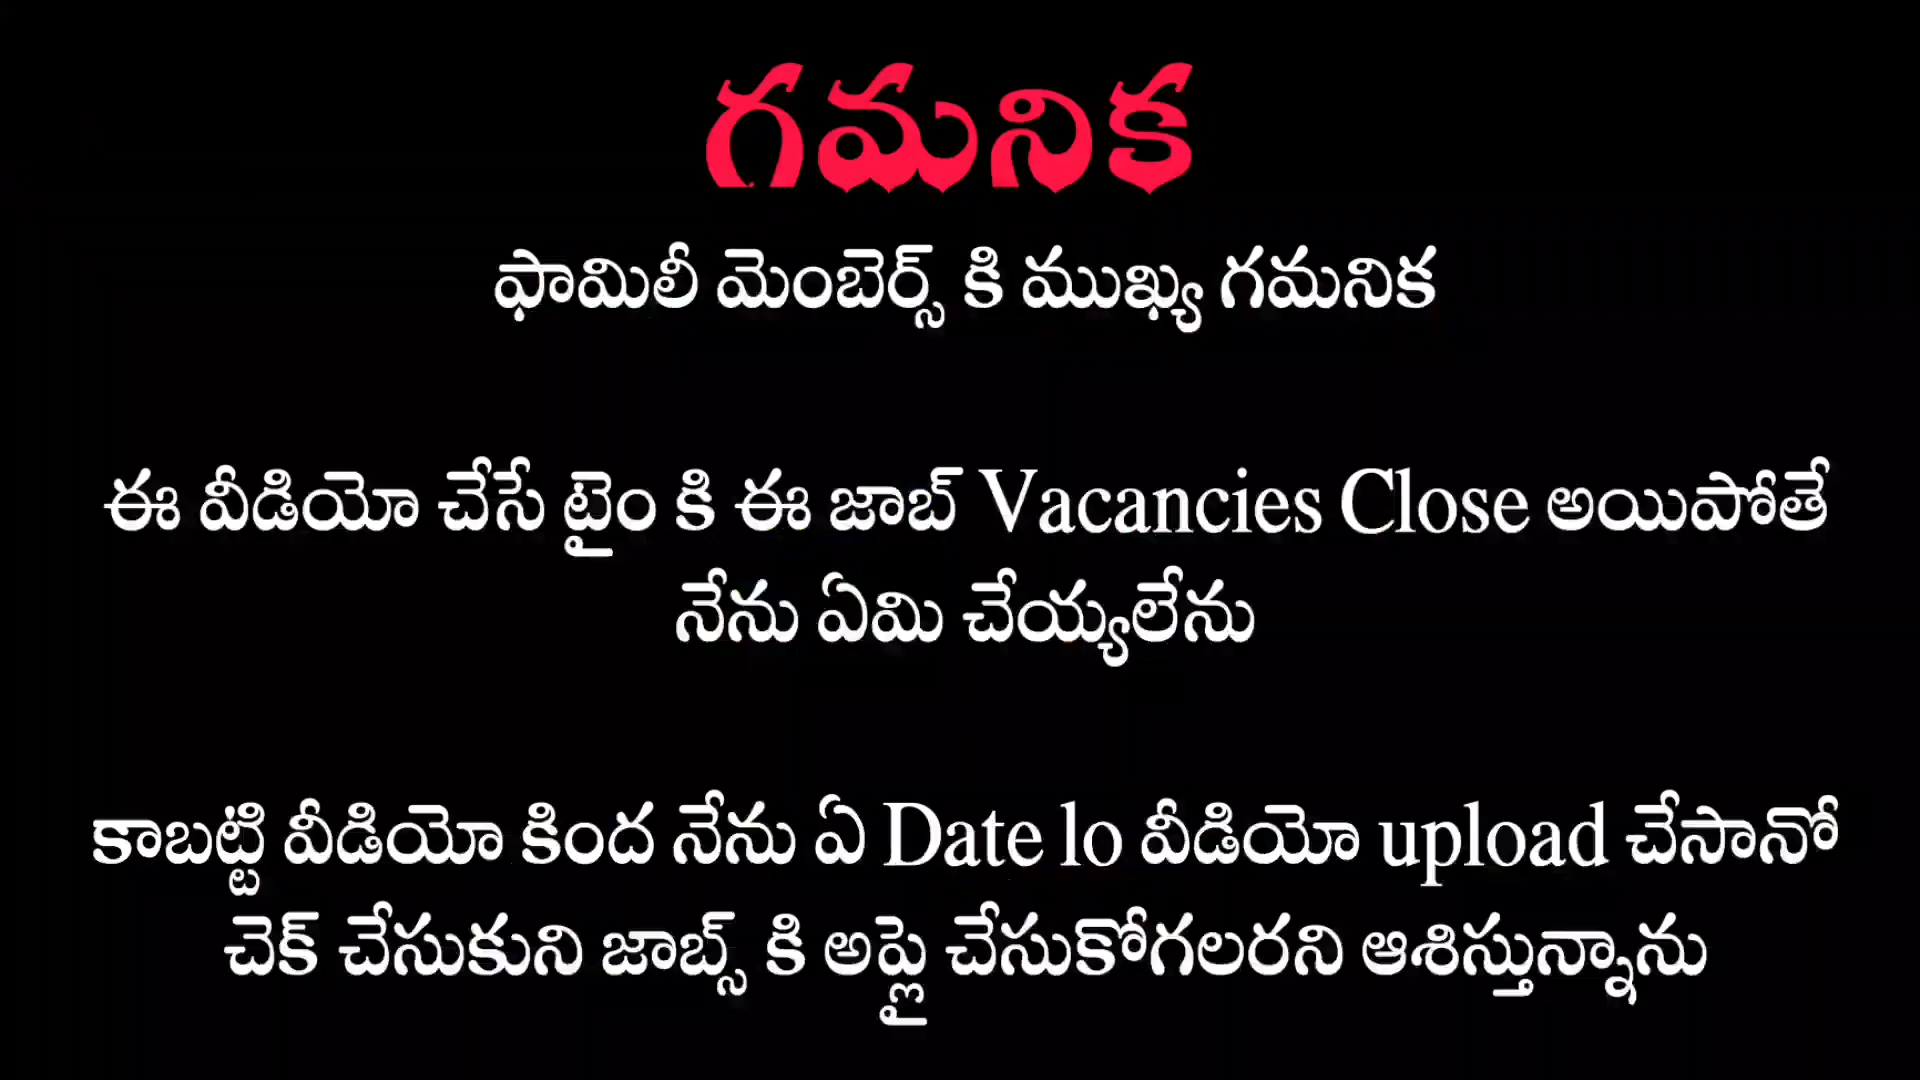 గమనిక
ఫామిలీ మెంబెర్స్ కి ముఖ్య గమనిక
ఈ వీడియో చేసే టైం కి ఈ జాబ్ Vacancies Close అయిపోతే
నేను ఏమి చేయ్యలేను
కాబట్టి వీడియో కింద నేను ఏ Date lo వీడియో upload చేసానో
చెక్ చేసుకుని జాబ్స్ కి అప్లై చేసుకోగలరని ఆశిస్తున్నాను